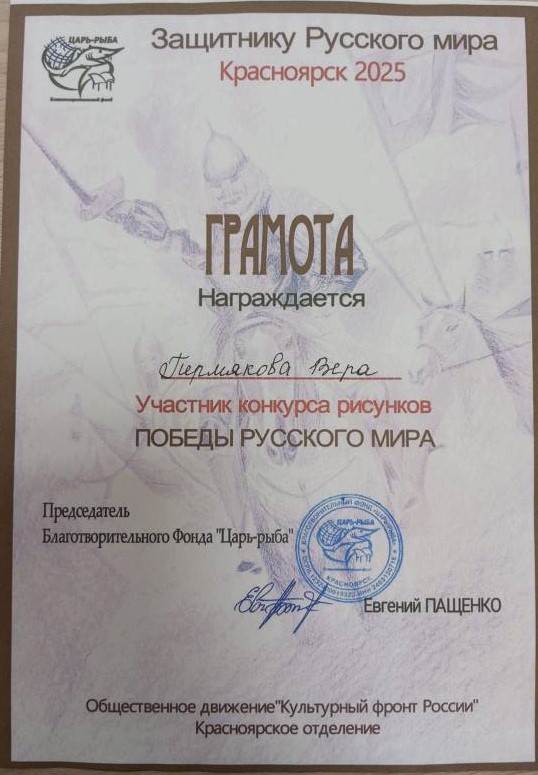 ЦАРЬ-РЫБА
Благотворительный фонд
Защитнику Русского мира
Красноярск 2025
ГРАМОТА
Награждается
Пермякова Вера
Участник конкурса рисунков
ПОБЕДЫ РУССКОГО МИРА
Председатель
Благотворительного Фонда "Царь-рыба"
ЦАРЬ-РЫБА
КРАСНОЯРСК
Евгений ПАЩЕНКО
Общественное движение"Культурный фронт России"
Красноярское отделение